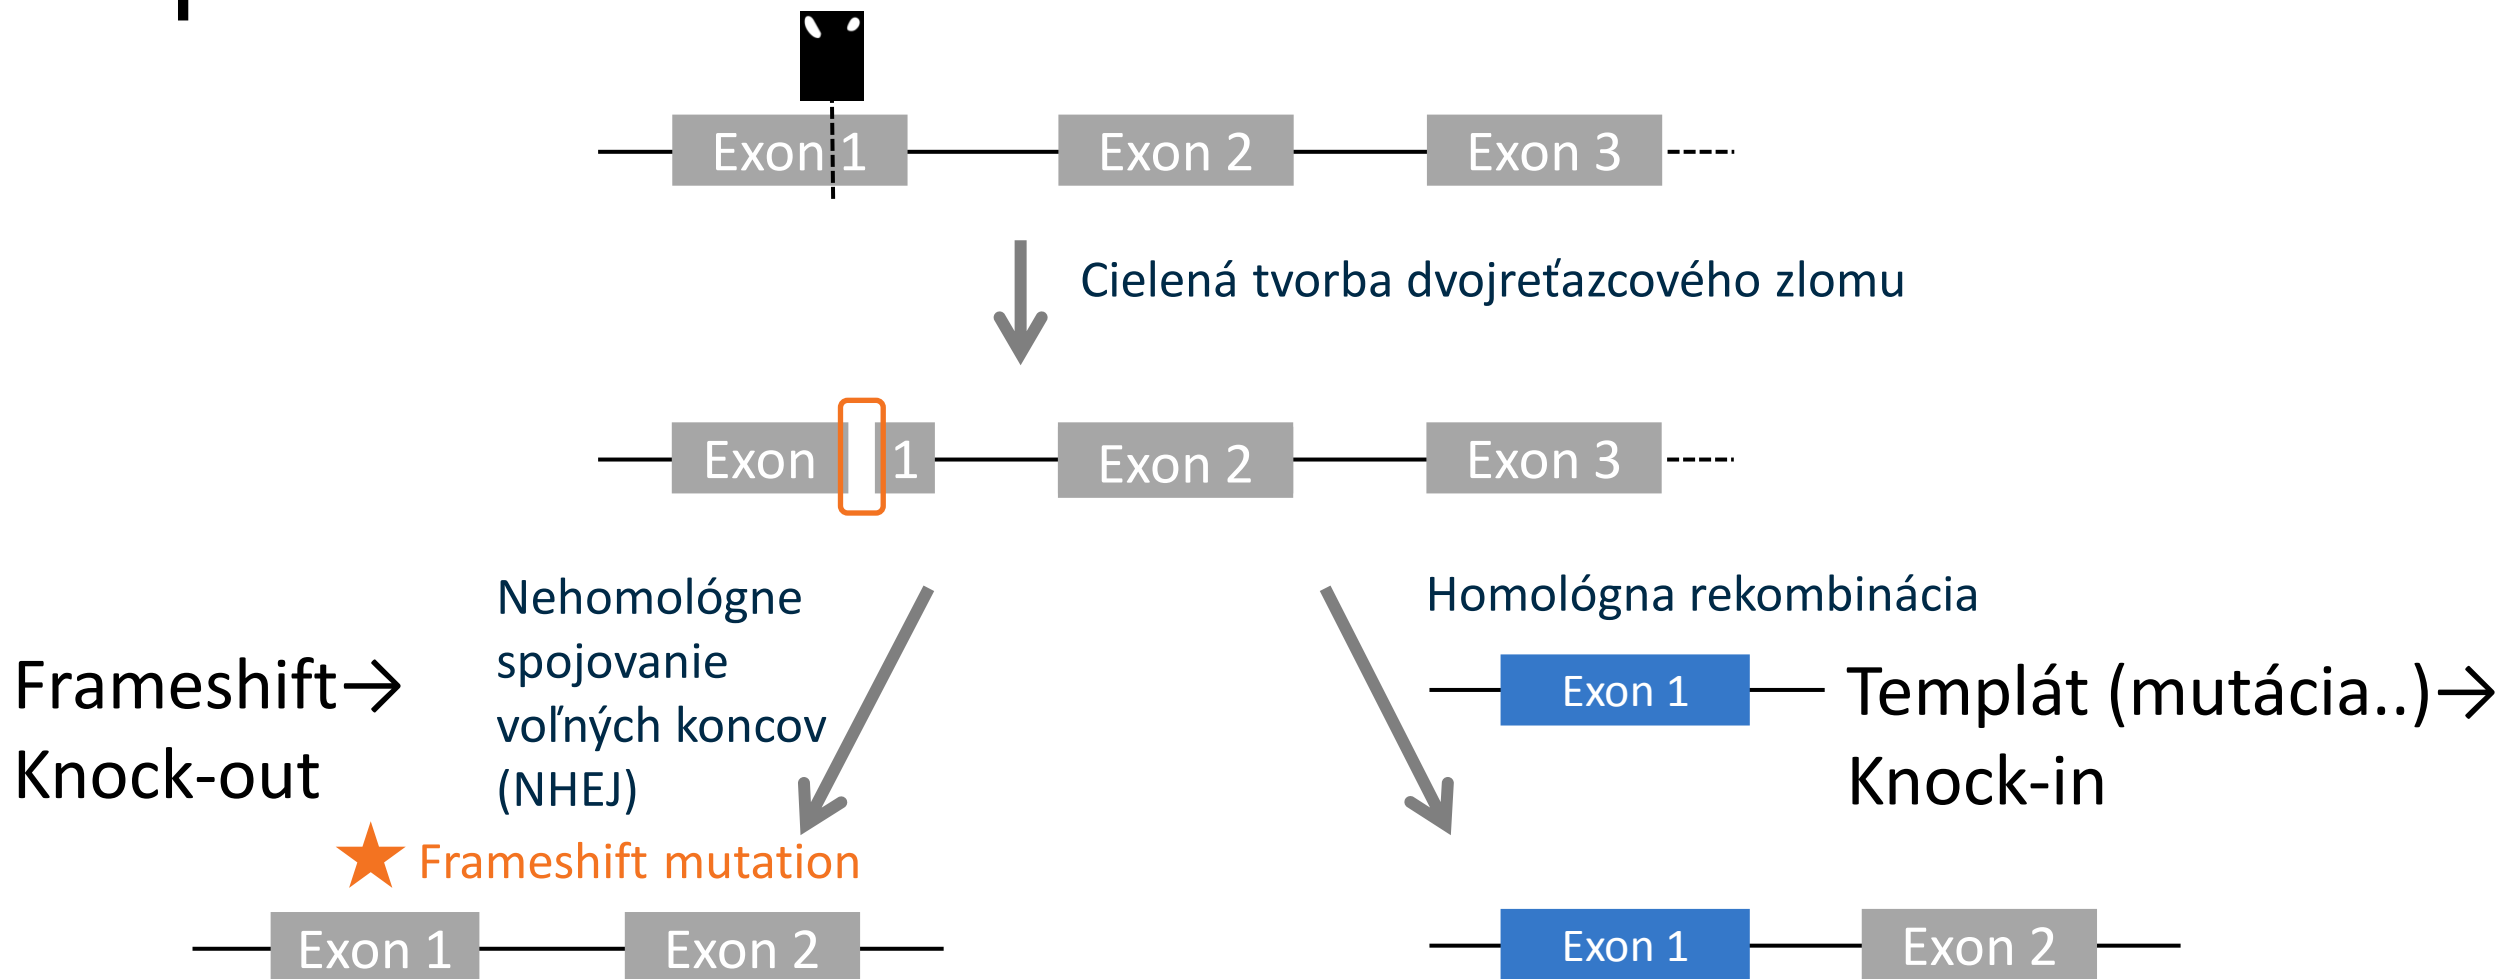 Exon 1
Exon 2
Exon 3
Cielená tvorba dvojreťazcového zlomu
Exon 1
Exon 2
Exon 3
Nehomológne
spojovanie
voľných koncov
(NHEJ)
Homológna rekombinácia
Frameshift→
Knock-out
Exon 1
Templát (mutácia..)→
Knock-in
Frameshift mutation
Exon 1
Exon 2
Exon 1
Exon 2